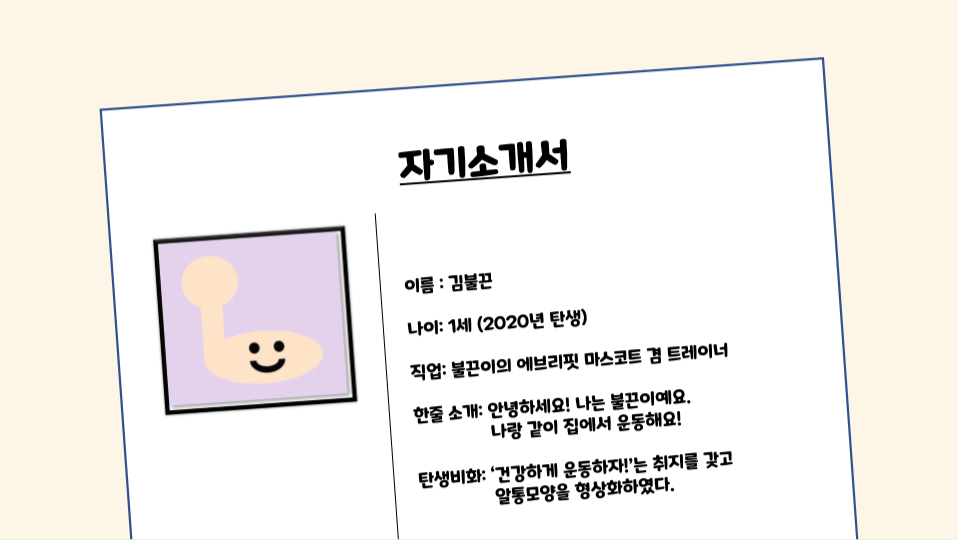 자기소개서
이름 : 김불끈
나이: 1세 (2020년 탄생)
직업: 불끈이의 에브리핏 마스코트 겸 트레이너
한줄 소개: 안녕하세요! 나는 불끈이예요.
나랑 같이 집에서 운동해요!
탄생비화: ‘건강하게 운동하자!’는 취지를 갖고
알통모양을 형상화하였다.